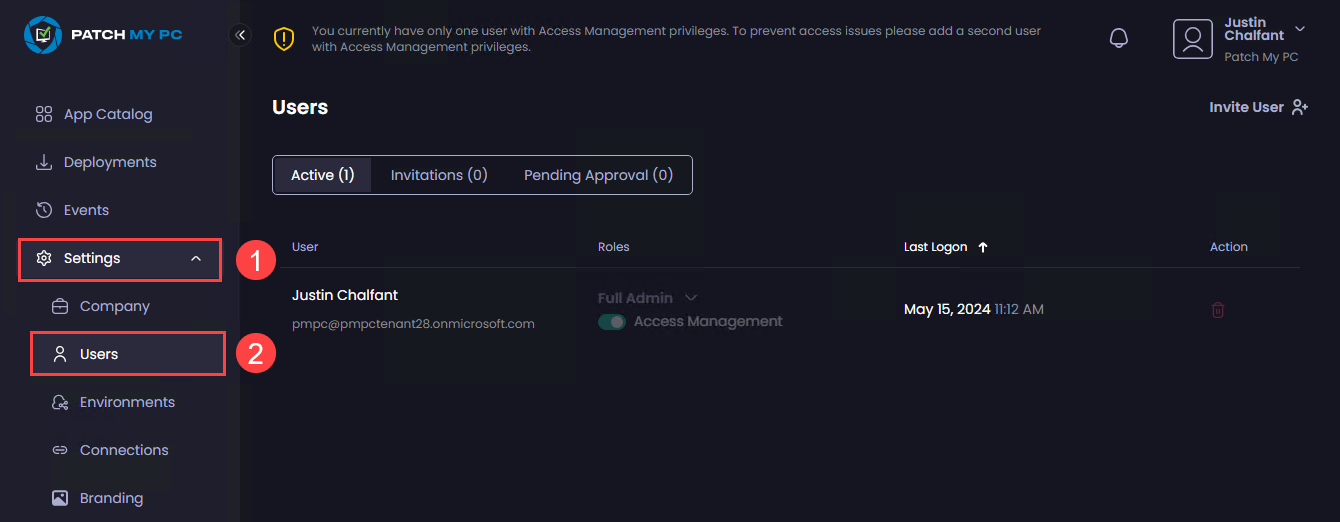 PATCH MY PC
App Catalog
Deployments
Events
Settings
1
Company
Users
2
Environments
Connections
Branding
You currently have only one user with Access Management privileges. To prevent access issues please add a second user
with Access Management privileges.
Justin
Chalfant
Patch My PC
Users
Invite User
Active (1) Invitations (0) Pending Approval (0)
User Roles Last Logon Action
Justin Chalfant
pmpc@pmpctenant28.onmicrosoft.com
Full Admin
Access Management
May 15, 2024 11:12 AM